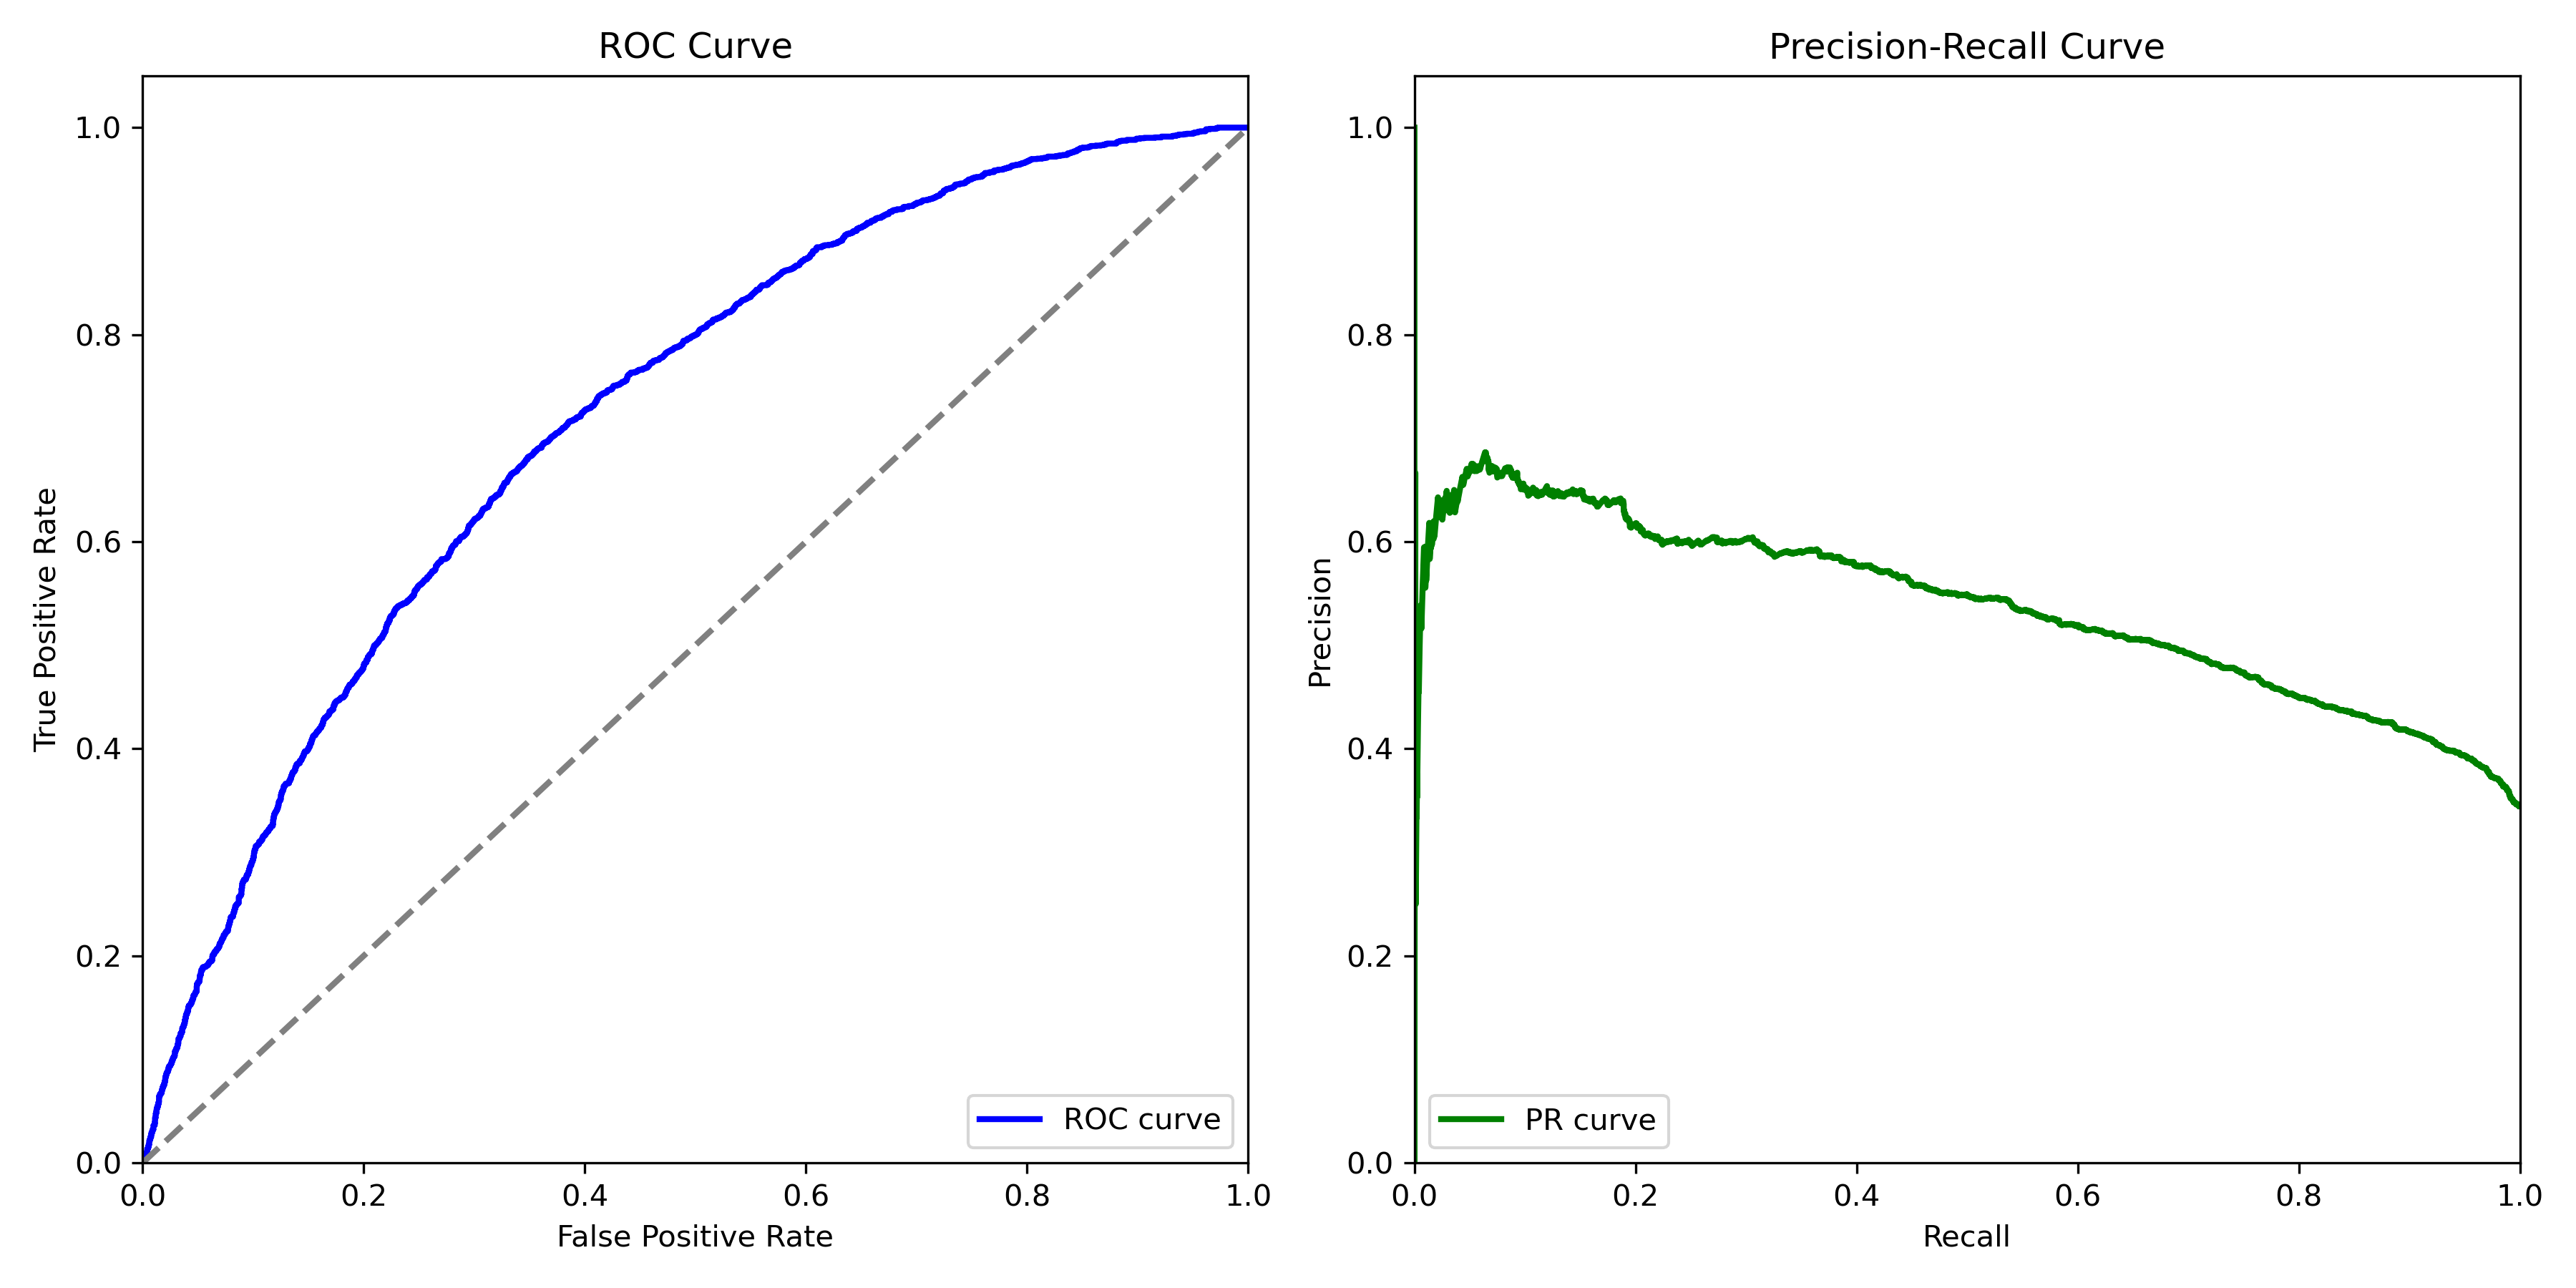 ROC Curve
1.0
0.8
0.6
0.4
0.2
0.0
True Positive Rate
0.0 0.2 0.4 0.6 0.8 1.0
False Positive Rate
ROC curve
Precision-Recall Curve
1.0
0.8
0.6
0.4
0.2
0.0
Precision
0.0 0.2 0.4 0.6 0.8 1.0
Recall
PR curve